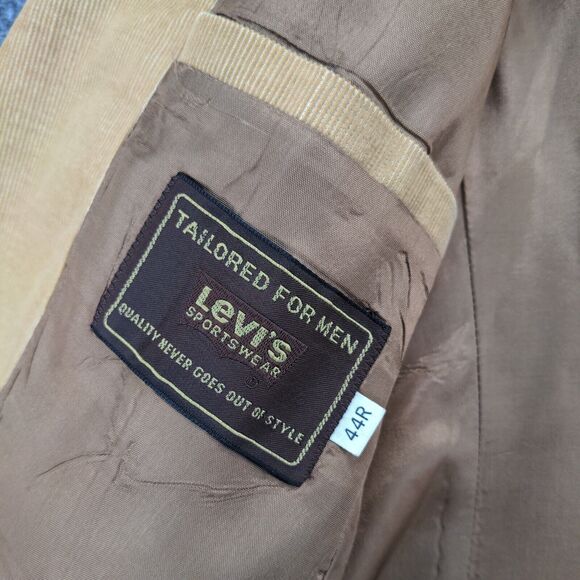 TAILORED FOR MEN
LEVI'S
SPORTSWEAR
QUALITY NEVER GOES OUT OF STYLE
44R